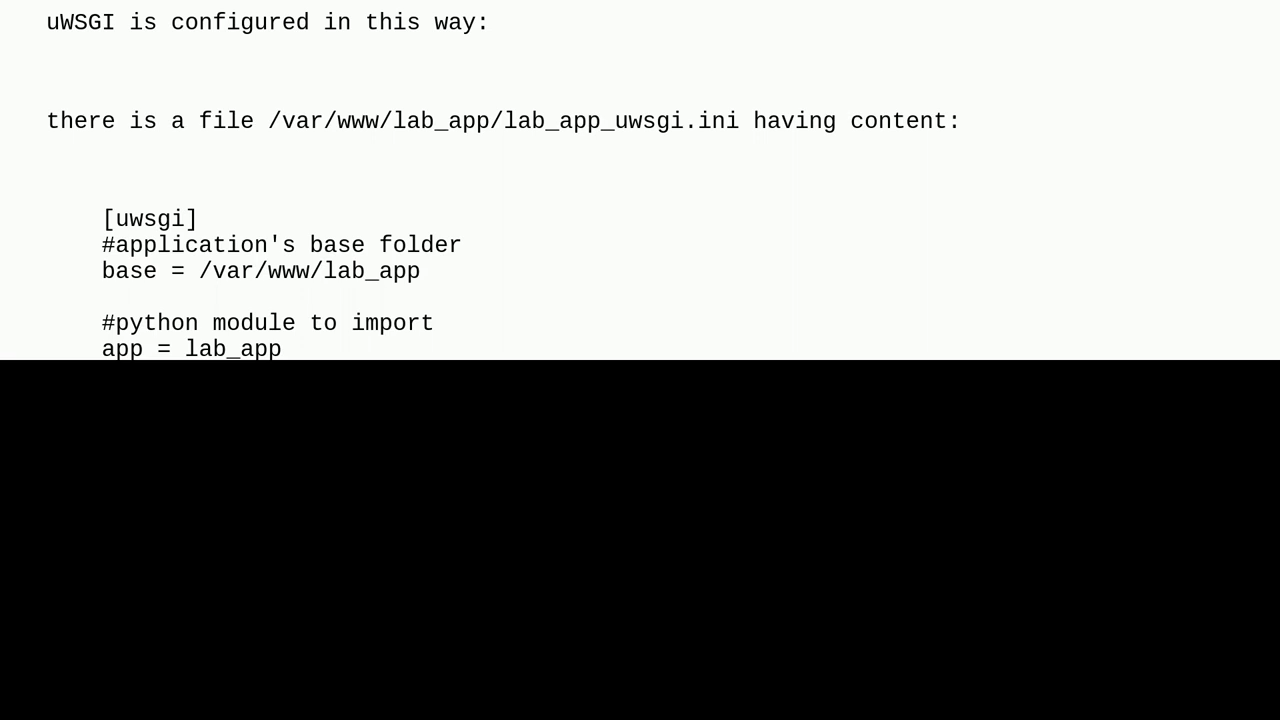 uWSGI is configured in this way:
there is a file /var/www/lab_app/lab_app_uwsgi.ini having content:
[uwsgi]
#application's base folder
base = /var/www/lab_app
#python module to import
app = lab_app